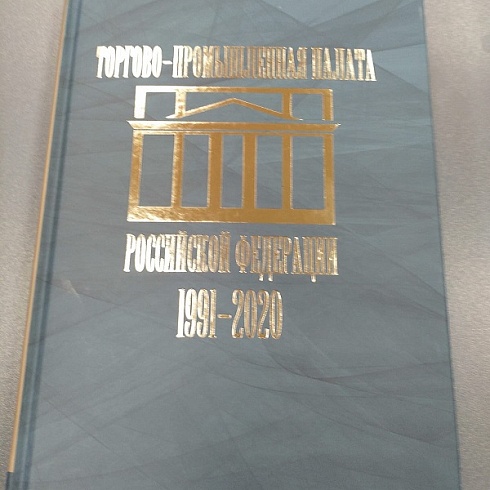 ТОРГОВО-ПРОМЫШЛЕННАЯ ПАЛАТА
РОССИЙСКОЙ ФЕДЕРАЦИИ
1991-2020